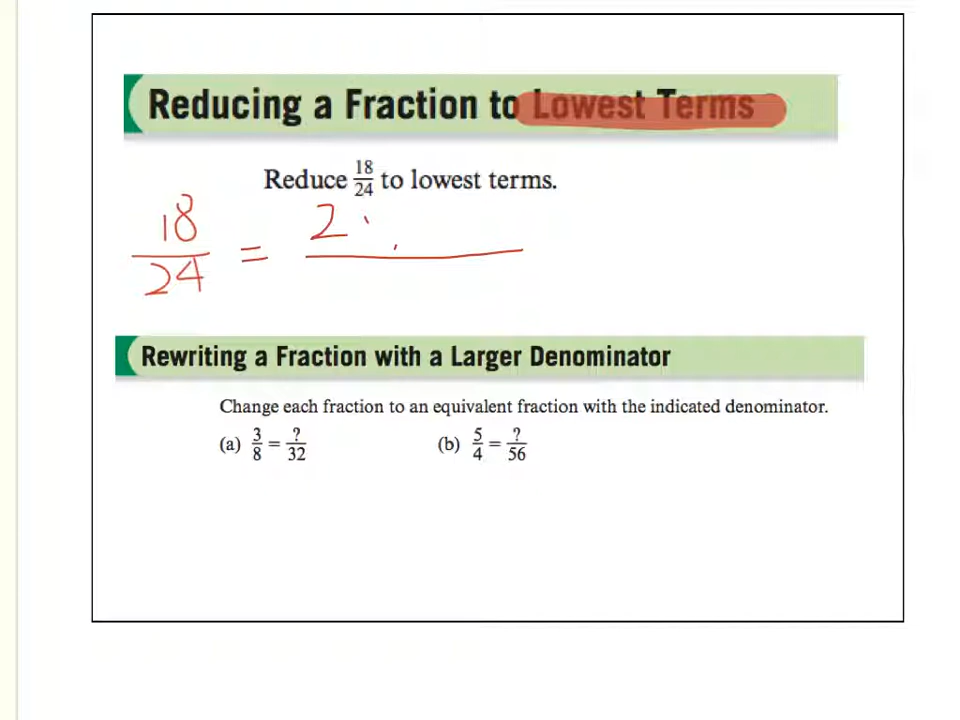 Reducing a Fraction to Lowest Terms
Reduce 18/24 to lowest terms.
18/24 = 2 ·
Rewriting a Fraction with a Larger Denominator
Change each fraction to an equivalent fraction with the indicated denominator.
(a) 3/8 = ?/32 (b) 5/4 = ?/56